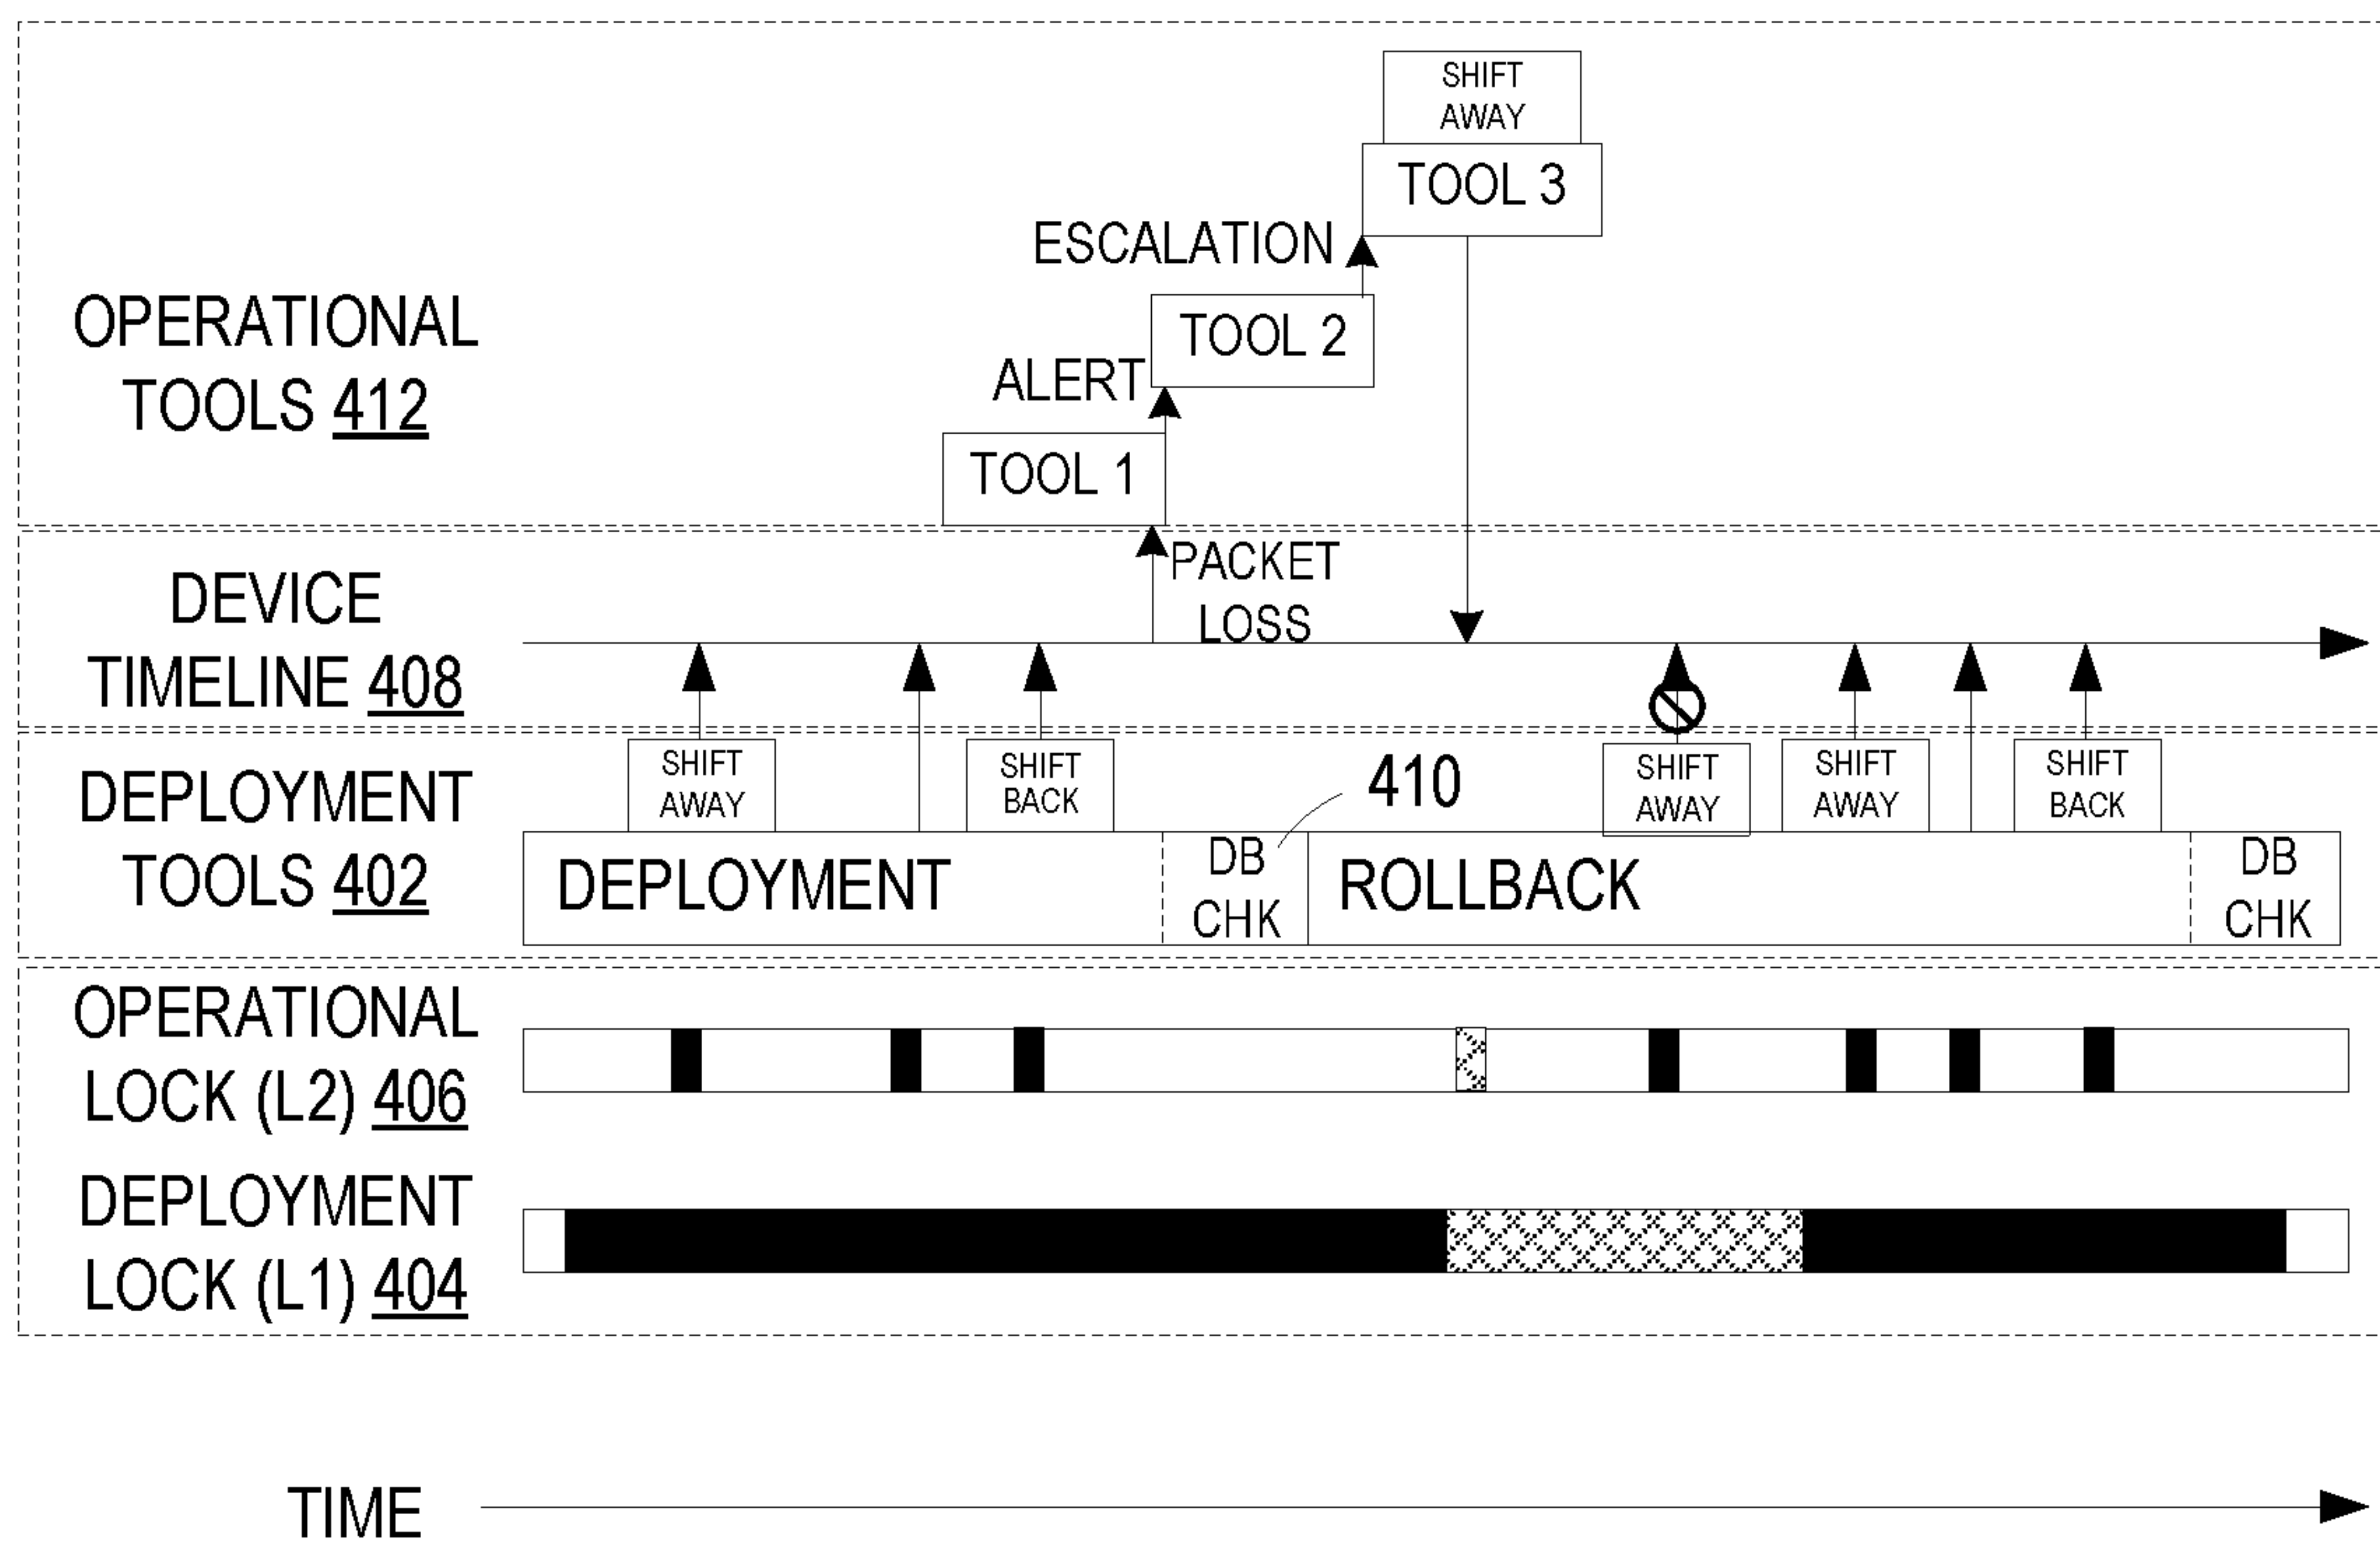 SHIFT
AWAY
TOOL 3
ESCALATION
OPERATIONAL
TOOLS 412
TOOL 2
ALERT
TOOL 1
DEVICE
TIMELINE 408
PACKET
LOSS
DEPLOYMENT
TOOLS 402
SHIFT
AWAY
SHIFT
BACK
410
SHIFT
AWAY
SHIFT
AWAY
SHIFT
BACK
DEPLOYMENT
DB
CHK
ROLLBACK
DB
CHK
OPERATIONAL
LOCK (L2) 406
DEPLOYMENT
LOCK (L1) 404
TIME